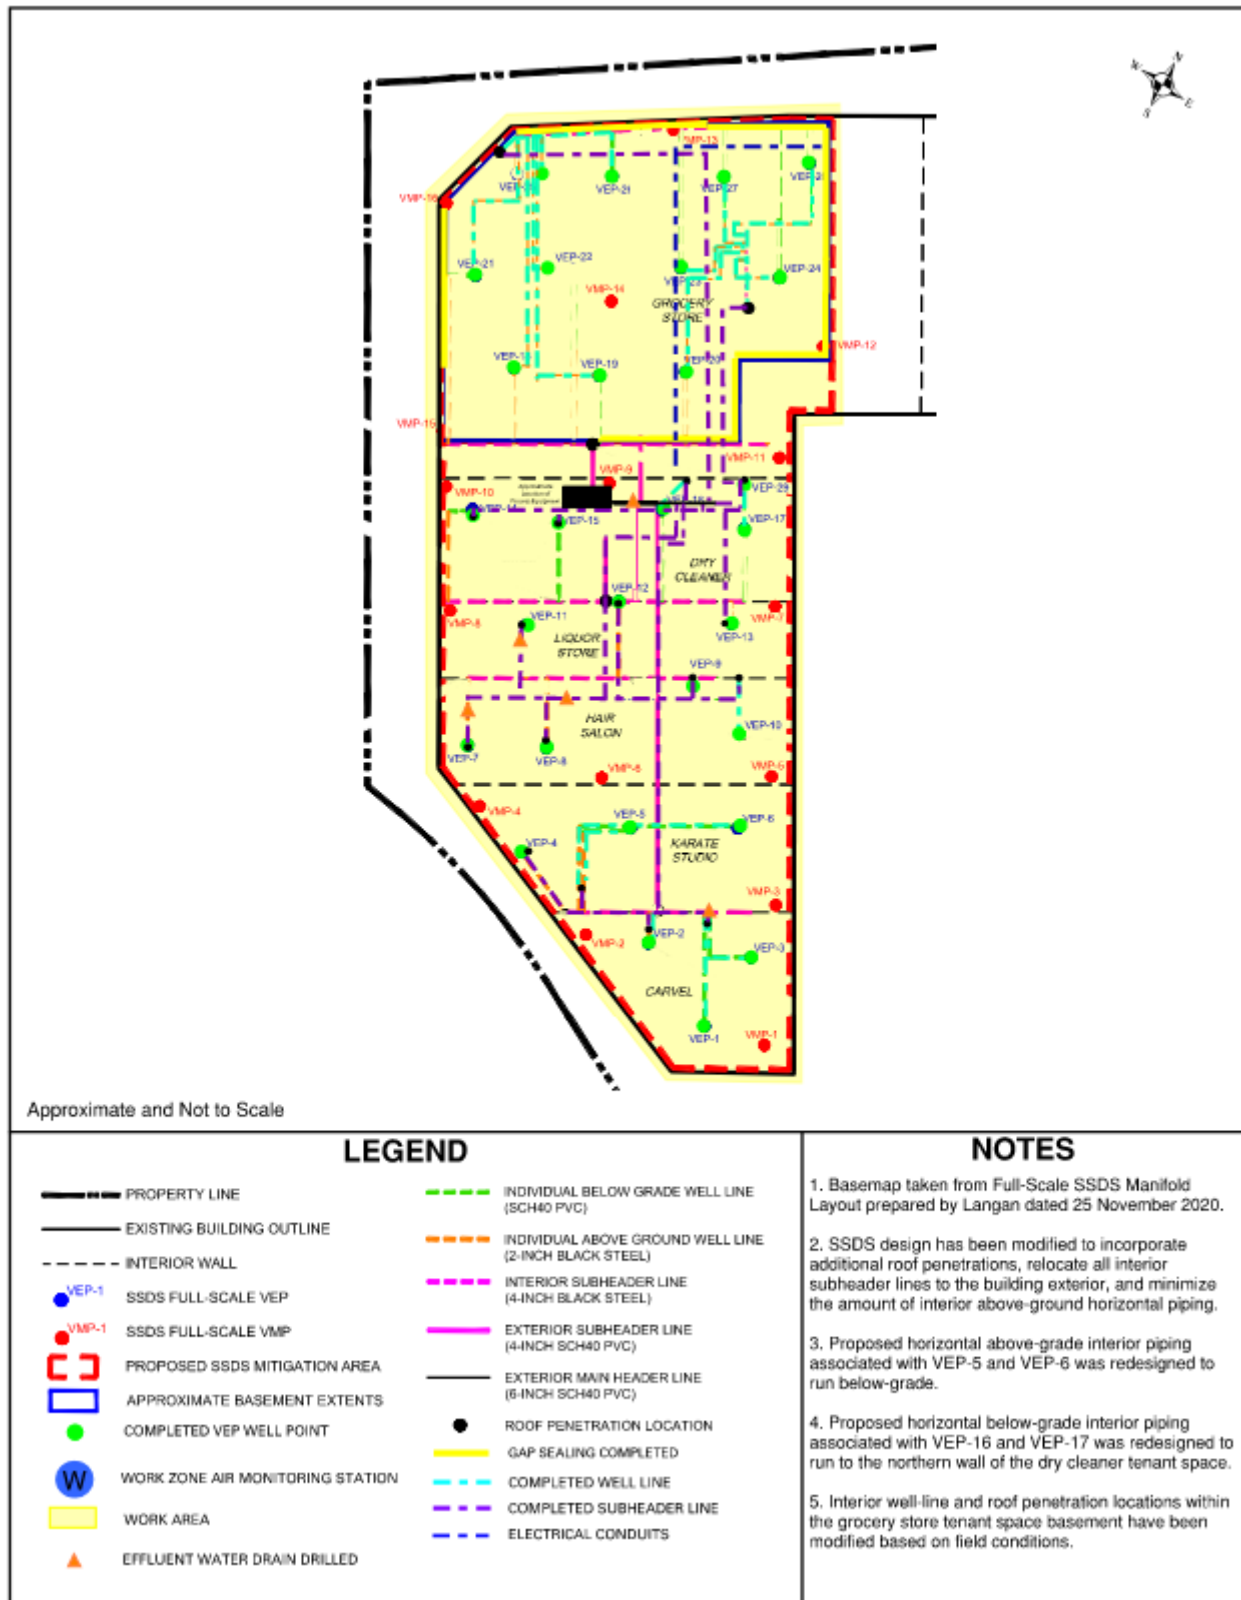 N
W
E
S
VMP-13
VEP-26
VEP-27
VMP-16
VEP-21
VEP-22
VEP-24
VMP-14
GROCERY
STORE
VMP-12
VEP-19
VEP-20
VMP-15
VMP-11
VMP-9
VMP-10
VEP-15
VEP-17
DRY
CLEANER
VEP-12
VMP-8
VEP-11
VMP-7
VEP-13
LIQUOR
STORE
VEP-9
HAIR
SALON
VEP-10
VEP-7
VEP-8
VMP-6
VMP-5
VMP-4
VEP-5
VEP-6
VEP-4
KARATE
STUDIO
VMP-3
VMP-2
VEP-2
VEP-3
CARVEL
VEP-1
VMP-1
Approximate and Not to Scale
LEGEND
PROPERTY LINE
EXISTING BUILDING OUTLINE
INTERIOR WALL
VEP-1
SSDS FULL-SCALE VEP
VMP-1
SSDS FULL-SCALE VMP
PROPOSED SSDS MITIGATION AREA
APPROXIMATE BASEMENT EXTENTS
COMPLETED VEP WELL POINT
W
WORK ZONE AIR MONITORING STATION
WORK AREA
EFFLUENT WATER DRAIN DRILLED
INDIVIDUAL BELOW GRADE WELL LINE
(SCH40 PVC)
INDIVIDUAL ABOVE GROUND WELL LINE
(2-INCH BLACK STEEL)
INTERIOR SUBHEADER LINE
(4-INCH BLACK STEEL)
EXTERIOR SUBHEADER LINE
(4-INCH SCH40 PVC)
EXTERIOR MAIN HEADER LINE
(6-INCH SCH40 PVC)
ROOF PENETRATION LOCATION
GAP SEALING COMPLETED
COMPLETED WELL LINE
COMPLETED SUBHEADER LINE
ELECTRICAL CONDUITS
NOTES
1. Basemap taken from Full-Scale SSDS Manifold
Layout prepared by Langan dated 25 November 2020.
2. SSDS design has been modified to incorporate
additional roof penetrations, relocate all interior
subheader lines to the building exterior, and minimize
the amount of interior above-ground horizontal piping.
3. Proposed horizontal above-grade interior piping
associated with VEP-5 and VEP-6 was redesigned to
run below-grade.
4. Proposed horizontal below-grade interior piping
associated with VEP-16 and VEP-17 was redesigned to
run to the northern wall of the dry cleaner tenant space.
5. Interior well-line and roof penetration locations within
the grocery store tenant space basement have been
modified based on field conditions.